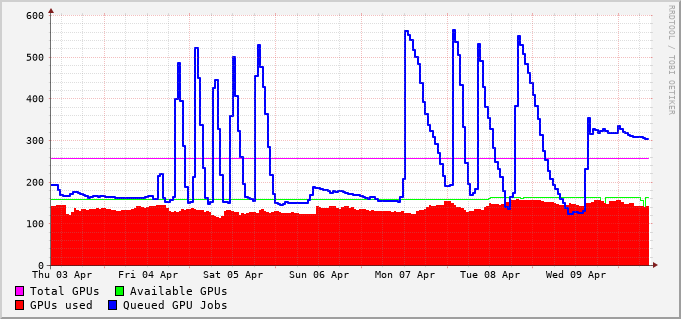 600
500
400
300
200
100
0
Thu 03 Apr Fri 04 Apr Sat 05 Apr Sun 06 Apr Mon 07 Apr Tue 08 Apr Wed 09 Apr
Total GPUs Available GPUs
GPUs used Queued GPU Jobs
RRDTOOL / TOBI OETIKER